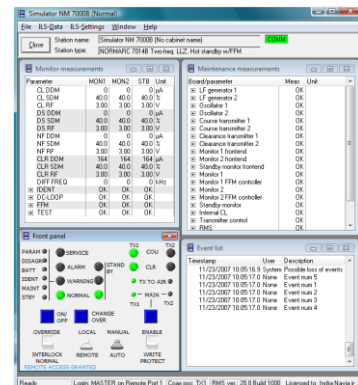 Simulator NM 7000B (Normal)
File ILS-Data ILS-Settings Window Help
Close
Station name: Simulator NM 7000B (No cabinet name) COMM
Station type: NORMARC 7014B Two-freq. LLZ, Hot standby w/FFM
Monitor measurements
Parameter MON1 MON2 STB Unit
CL DDM 0 0 0 µA
CL SDM 40.0 40.0 40.0 %
CL RF 3.00 3.00 3.00 V
DS DDM 0 0 0 µA
DS SDM 40.0 40.0 40.0 %
DS RF 3.00 3.00 3.00 V
NF DDM 0 0 0 µA
NF SDM 40.0 40.0 40.0 %
NF RF 3.00 3.00 3.00 V
CLR DDM 164 164 164 µA
CLR SDM 40.0 40.0 40.0 %
CLR RF 3.00 3.00 3.00 V
DIFF FREQ 0 0 0 kHz
IDENT OK OK OK
DC-LOOP OK OK OK
FFM OK OK OK
TEST OK OK OK
Maintenance measurements
Board/parameter Meas Unit
LF generator 1 OK
LF generator 2 OK
Oscillator 1 OK
Oscillator 2 OK
Course transmitter 1 OK
Course transmitter 2 OK
Clearance transmitter 1 OK
Clearance transmitter 2 OK
Monitor 1 frontend OK
Monitor 2 frontend OK
Standby monitor frontend OK
Monitor 1 OK
Monitor 1 FFM controller OK
Monitor 2 OK
Monitor 2 FFM controller OK
Standby monitor OK
Internal CL OK
Transmitter control OK
RMS OK
Front panel
PARAM
DISAGR
BATT
IDENT
MAINT
STBY
SERVICE
ALARM
WARNING
NORMAL
STAND BY
TX1 TX2
COU
CLR
TX TO AIR
MAIN
TX1 TX2
ON/ OFF
CHANGE OVER
OVERRIDE LOCAL MANUAL ENABLE
INTERLOCK NORMAL
REMOTE
AUTO
WRITE PROTECT
REMOTE ACCESS GRANTED
Event list
Timestamp User Description
11/23/2007 10:05:16.9 System Possible loss of events
11/23/2007 10:05:17.0 None Event num 5
11/23/2007 10:05:17.0 None Event num 1
11/23/2007 10:05:17.0 None Event num 2
11/23/2007 10:05:17.0 None Event num 3
11/23/2007 10:05:17.0 None Event num 4
Ready Login: MASTER on Remote Port 1 Coax pos: TX1 RMS ver.: 20.0 Build 1000 Licensed to: India Navia